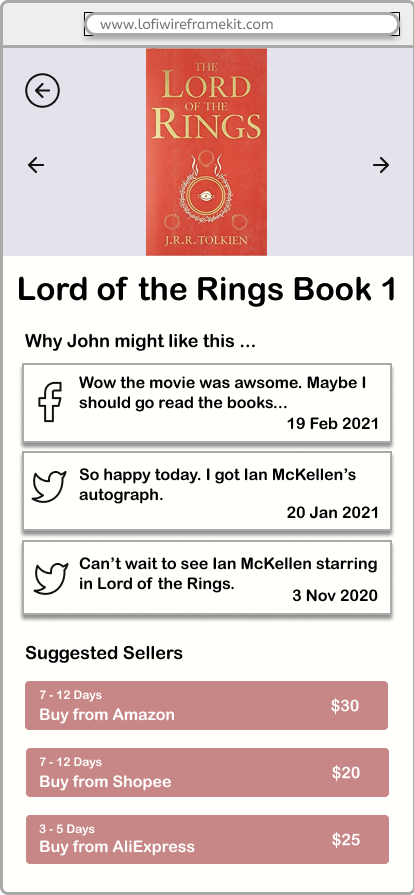 www.lofiwireframekit.com
THE
LORD
OF THE
RINGS
J.R.R. TOLKIEN
Lord of the Rings Book 1
Why John might like this ...
Wow the movie was awsome. Maybe I
should go read the books...
19 Feb 2021
So happy today. I got Ian McKellen's
autograph.
20 Jan 2021
Can't wait to see Ian McKellen starring
in Lord of the Rings.
3 Nov 2020
Suggested Sellers
7 - 12 Days
Buy from Amazon
$30
7 - 12 Days
Buy from Shopee
$20
3 - 5 Days
Buy from AliExpress
$25